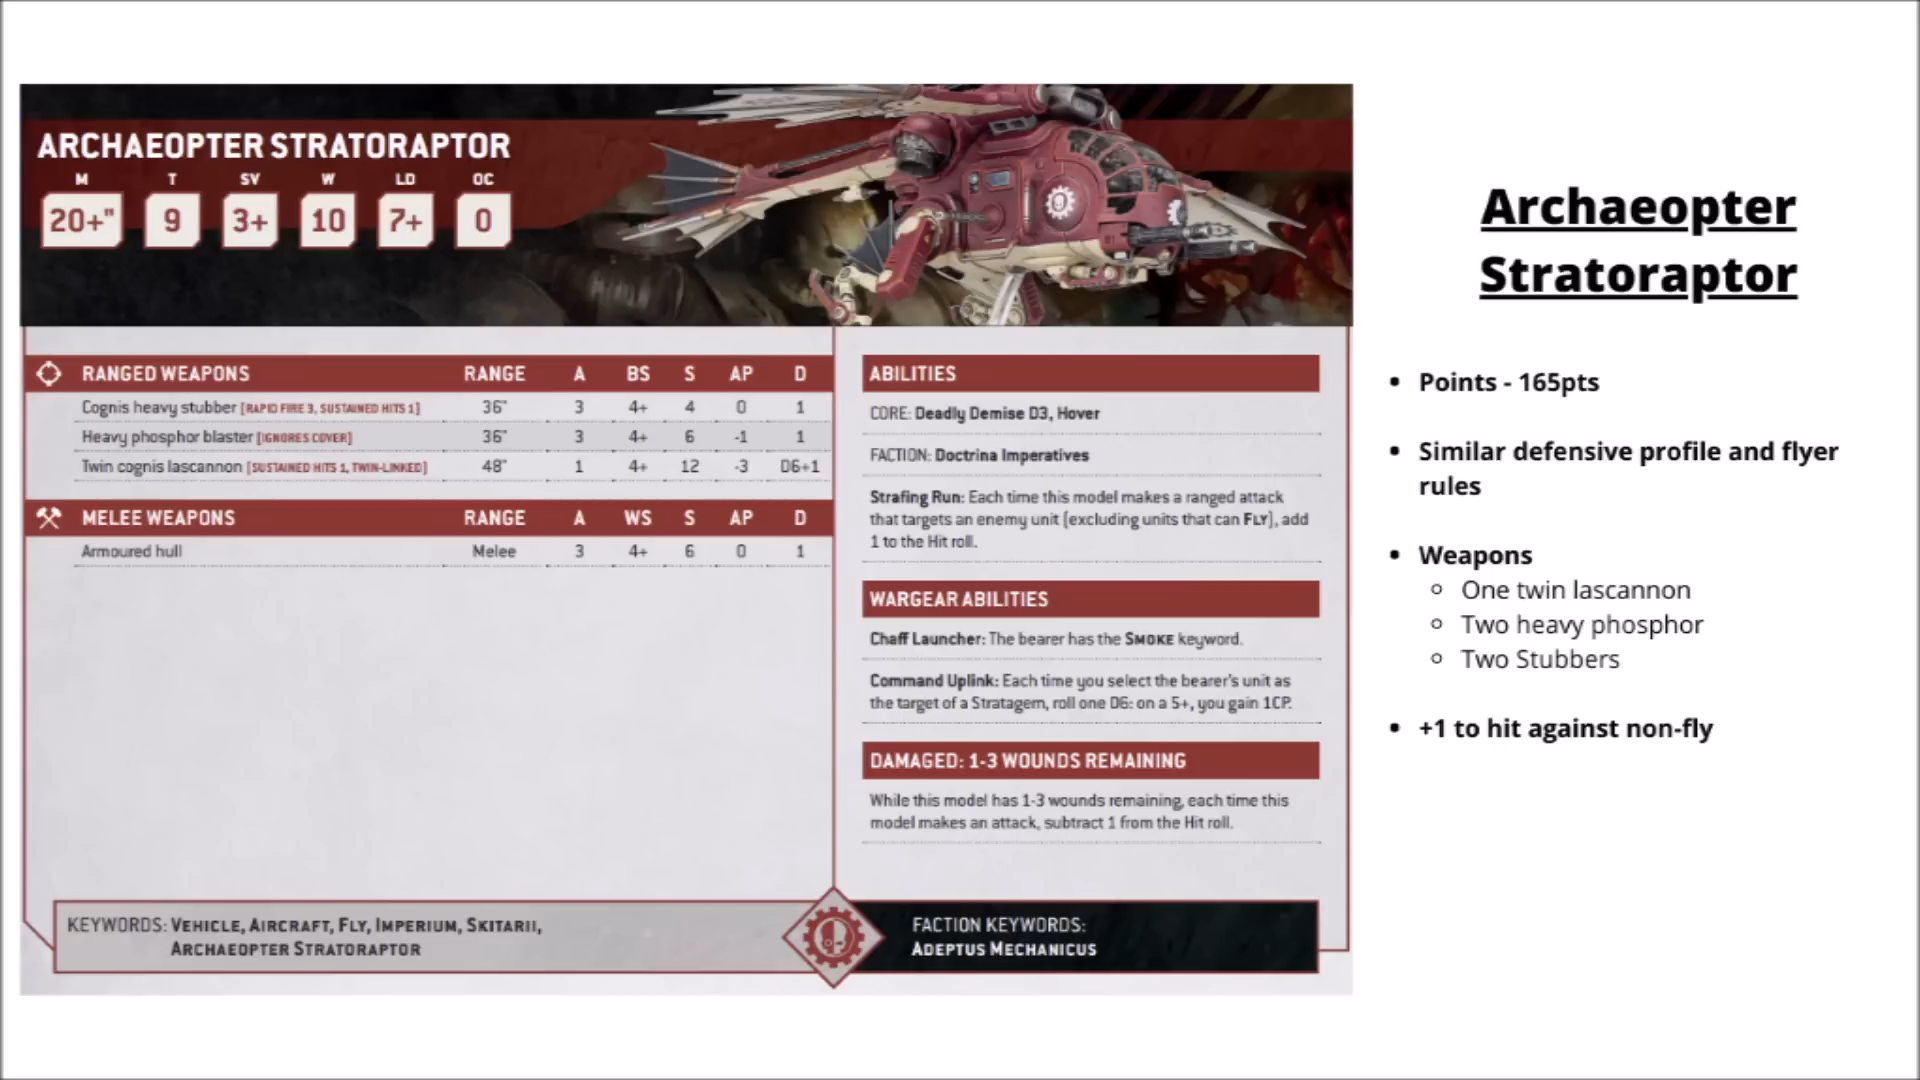 ARCHAEOPTER STRATORAPTOR
M T SV W LD OC
20+" 9 3+ 10 7+ 0
RANGED WEAPONS RANGE A BS S AP D
Cognis heavy stubber [RAPID FIRE 3, SUSTAINED HITS 1] 36" 3 4+ 4 0 1
Heavy phosphor blaster [IGNORES COVER] 36" 3 4+ 6 -1 1
Twin cognis lascannon [SUSTAINED HITS 1, TWIN-LINKED] 48" 1 4+ 12 -3 D6+1
MELEE WEAPONS RANGE A WS S AP D
Armoured hull Melee 3 4+ 6 0 1
ABILITIES
CORE: Deadly Demise D3, Hover
FACTION: Doctrina Imperatives
Strafing Run: Each time this model makes a ranged attack
that targets an enemy unit (excluding units that can FLY), add
1 to the Hit roll.
WARGEAR ABILITIES
Chaff Launcher: The bearer has the SMOKE keyword.
Command Uplink: Each time you select the bearer's unit as
the target of a Stratagem, roll one D6: on a 5+, you gain 1CP.
DAMAGED: 1-3 WOUNDS REMAINING
While this model has 1-3 wounds remaining, each time this
model makes an attack, subtract 1 from the Hit roll.
KEYWORDS: VEHICLE, AIRCRAFT, FLY, IMPERIUM, SKITARII,
ARCHAEOPTER STRATORAPTOR
FACTION KEYWORDS:
ADEPTUS MECHANICUS
Archaeopter
Stratoraptor
• Points - 165pts
• Similar defensive profile and flyer
rules
• Weapons
○ One twin lascannon
○ Two heavy phosphor
○ Two Stubbers
• +1 to hit against non-fly